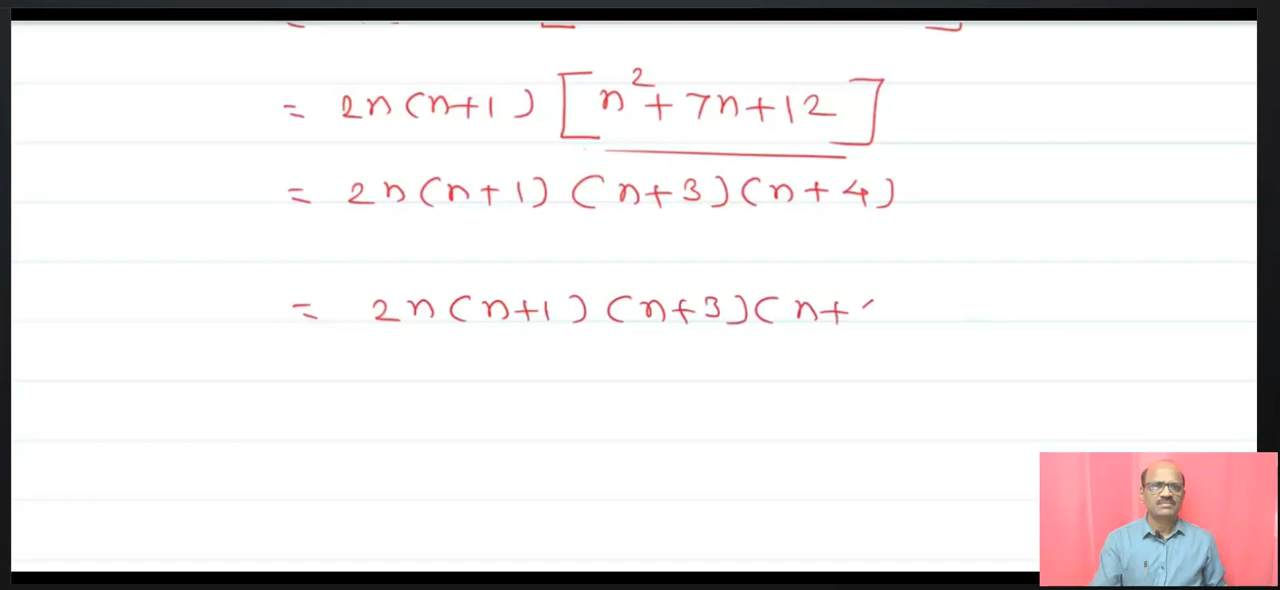 = 2n(n+1) [n²+7n+12]
= 2n(n+1) (n+3)(n+4)
= 2n(n+1) (n+3)(n+